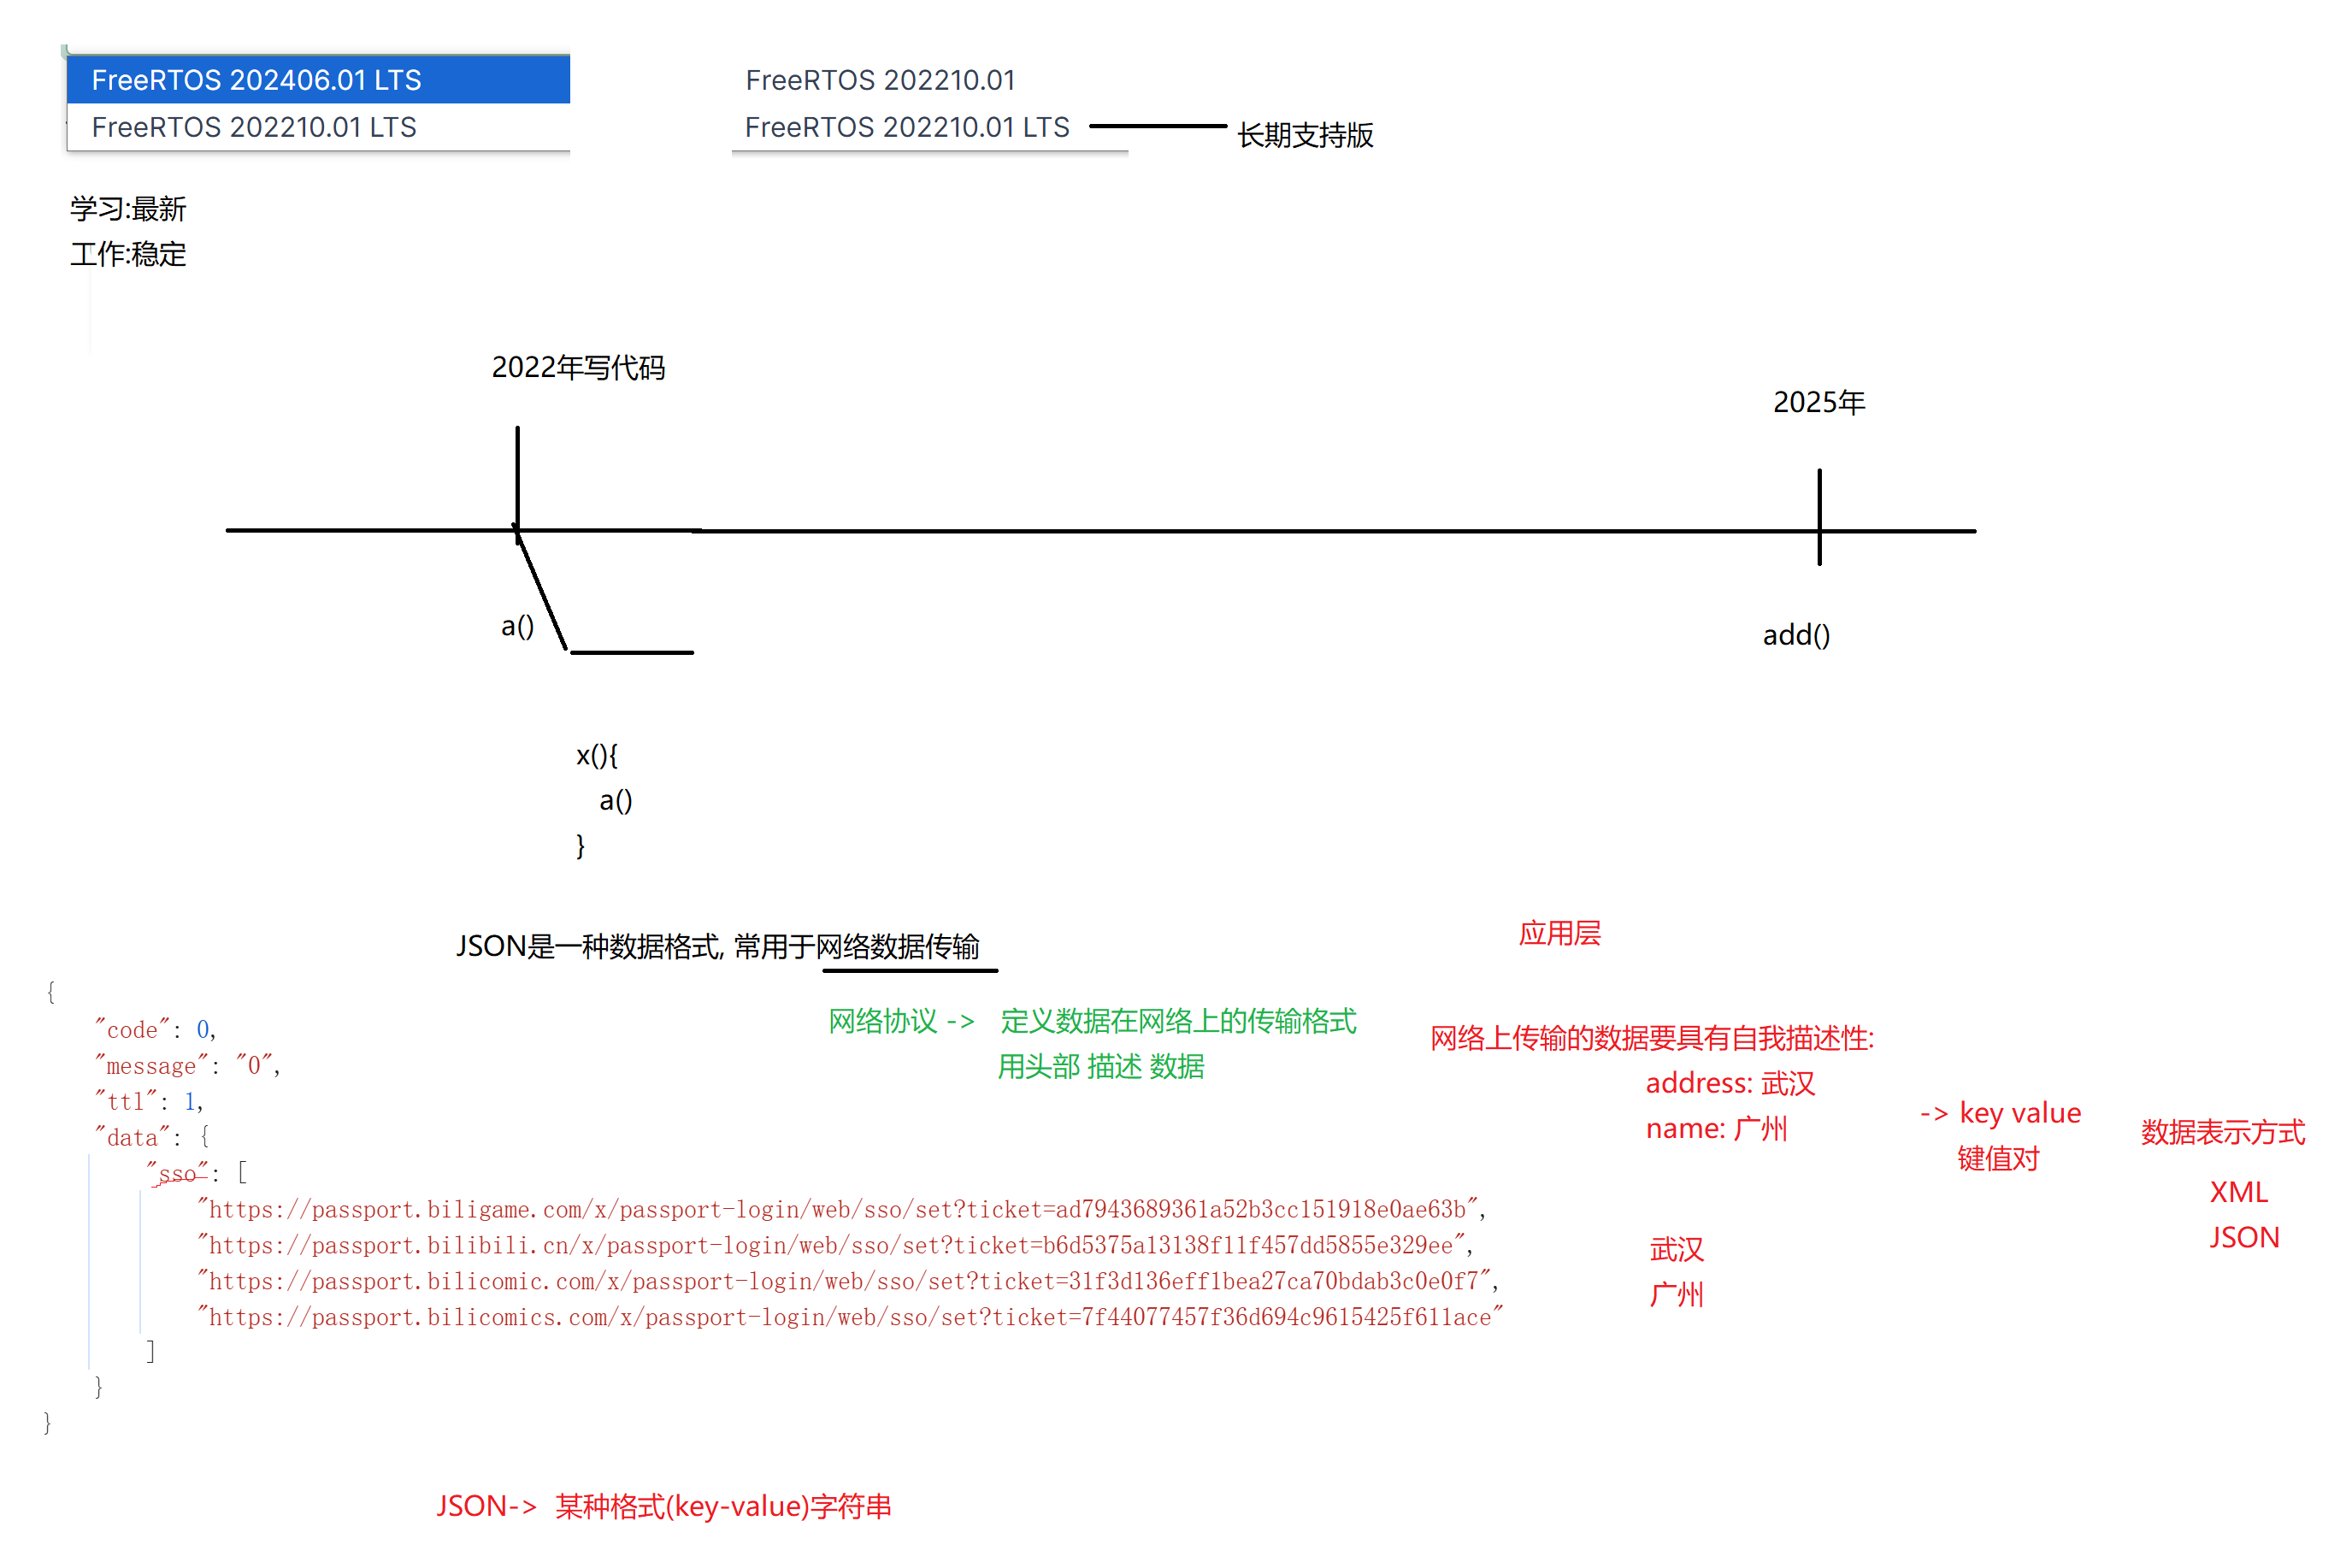 FreeRTOS 202406.01 LTS
FreeRTOS 202210.01 LTS
FreeRTOS 202210.01
FreeRTOS 202210.01 LTS
长期支持版
学习:最新
工作:稳定
2022年写代码
2025年
a()
add()
x(){
a()
}
JSON是一种数据格式, 常用于网络数据传输
应用层
网络协议 -> 定义数据在网络上的传输格式
用头部 描述 数据
网络上传输的数据要具有自我描述性:
address: 武汉
name: 广州
-> key value
键值对
数据表示方式
XML
JSON
武汉
广州
{
"code": 0,
"message": "0",
"ttl": 1,
"data": {
"sso": [
"https://passport.biligame.com/x/passport-login/web/sso/set?ticket=ad7943689361a52b3cc151918e0ae63b",
"https://passport.bilibili.cn/x/passport-login/web/sso/set?ticket=b6d5375a13138f11f457dd5855e329ee",
"https://passport.bilicomic.com/x/passport-login/web/sso/set?ticket=31f3d136eff1bea27ca70bdab3c0e0f7",
"https://passport.bilicomics.com/x/passport-login/web/sso/set?ticket=7f44077457f36d694c9615425f611ace"
]
}
}
JSON-> 某种格式(key-value)字符串